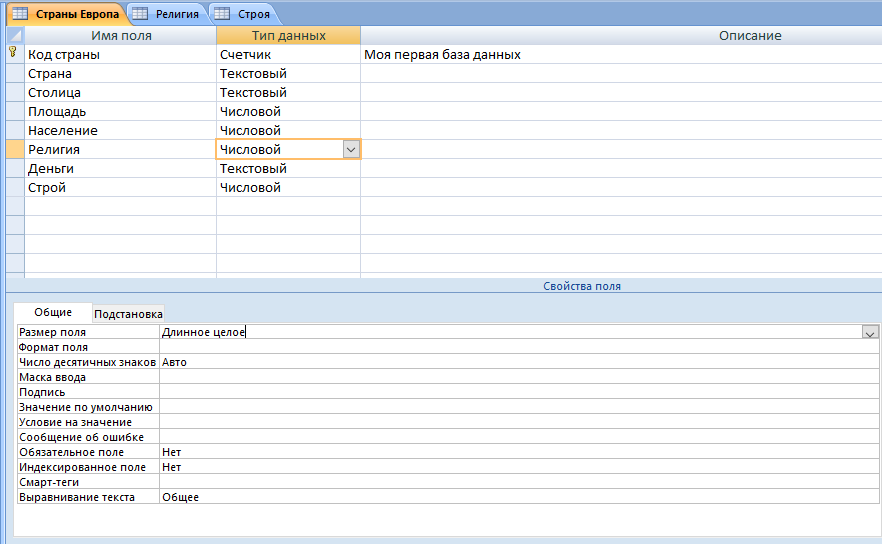 Страны Европа Религия Строя
Имя поля Тип данных Описание
Код страны Счетчик Моя первая база данных
Страна Текстовый
Столица Текстовый
Площадь Числовой
Население Числовой
Религия Числовой
Деньги Текстовый
Строй Числовой
Свойства поля
Общие Подстановка
Размер поля Длинное целое
Формат поля
Число десятичных знаков Авто
Маска ввода
Подпись
Значение по умолчанию
Условие на значение
Сообщение об ошибке
Обязательное поле Нет
Индексированное поле Нет
Смарт-теги
Выравнивание текста Общее